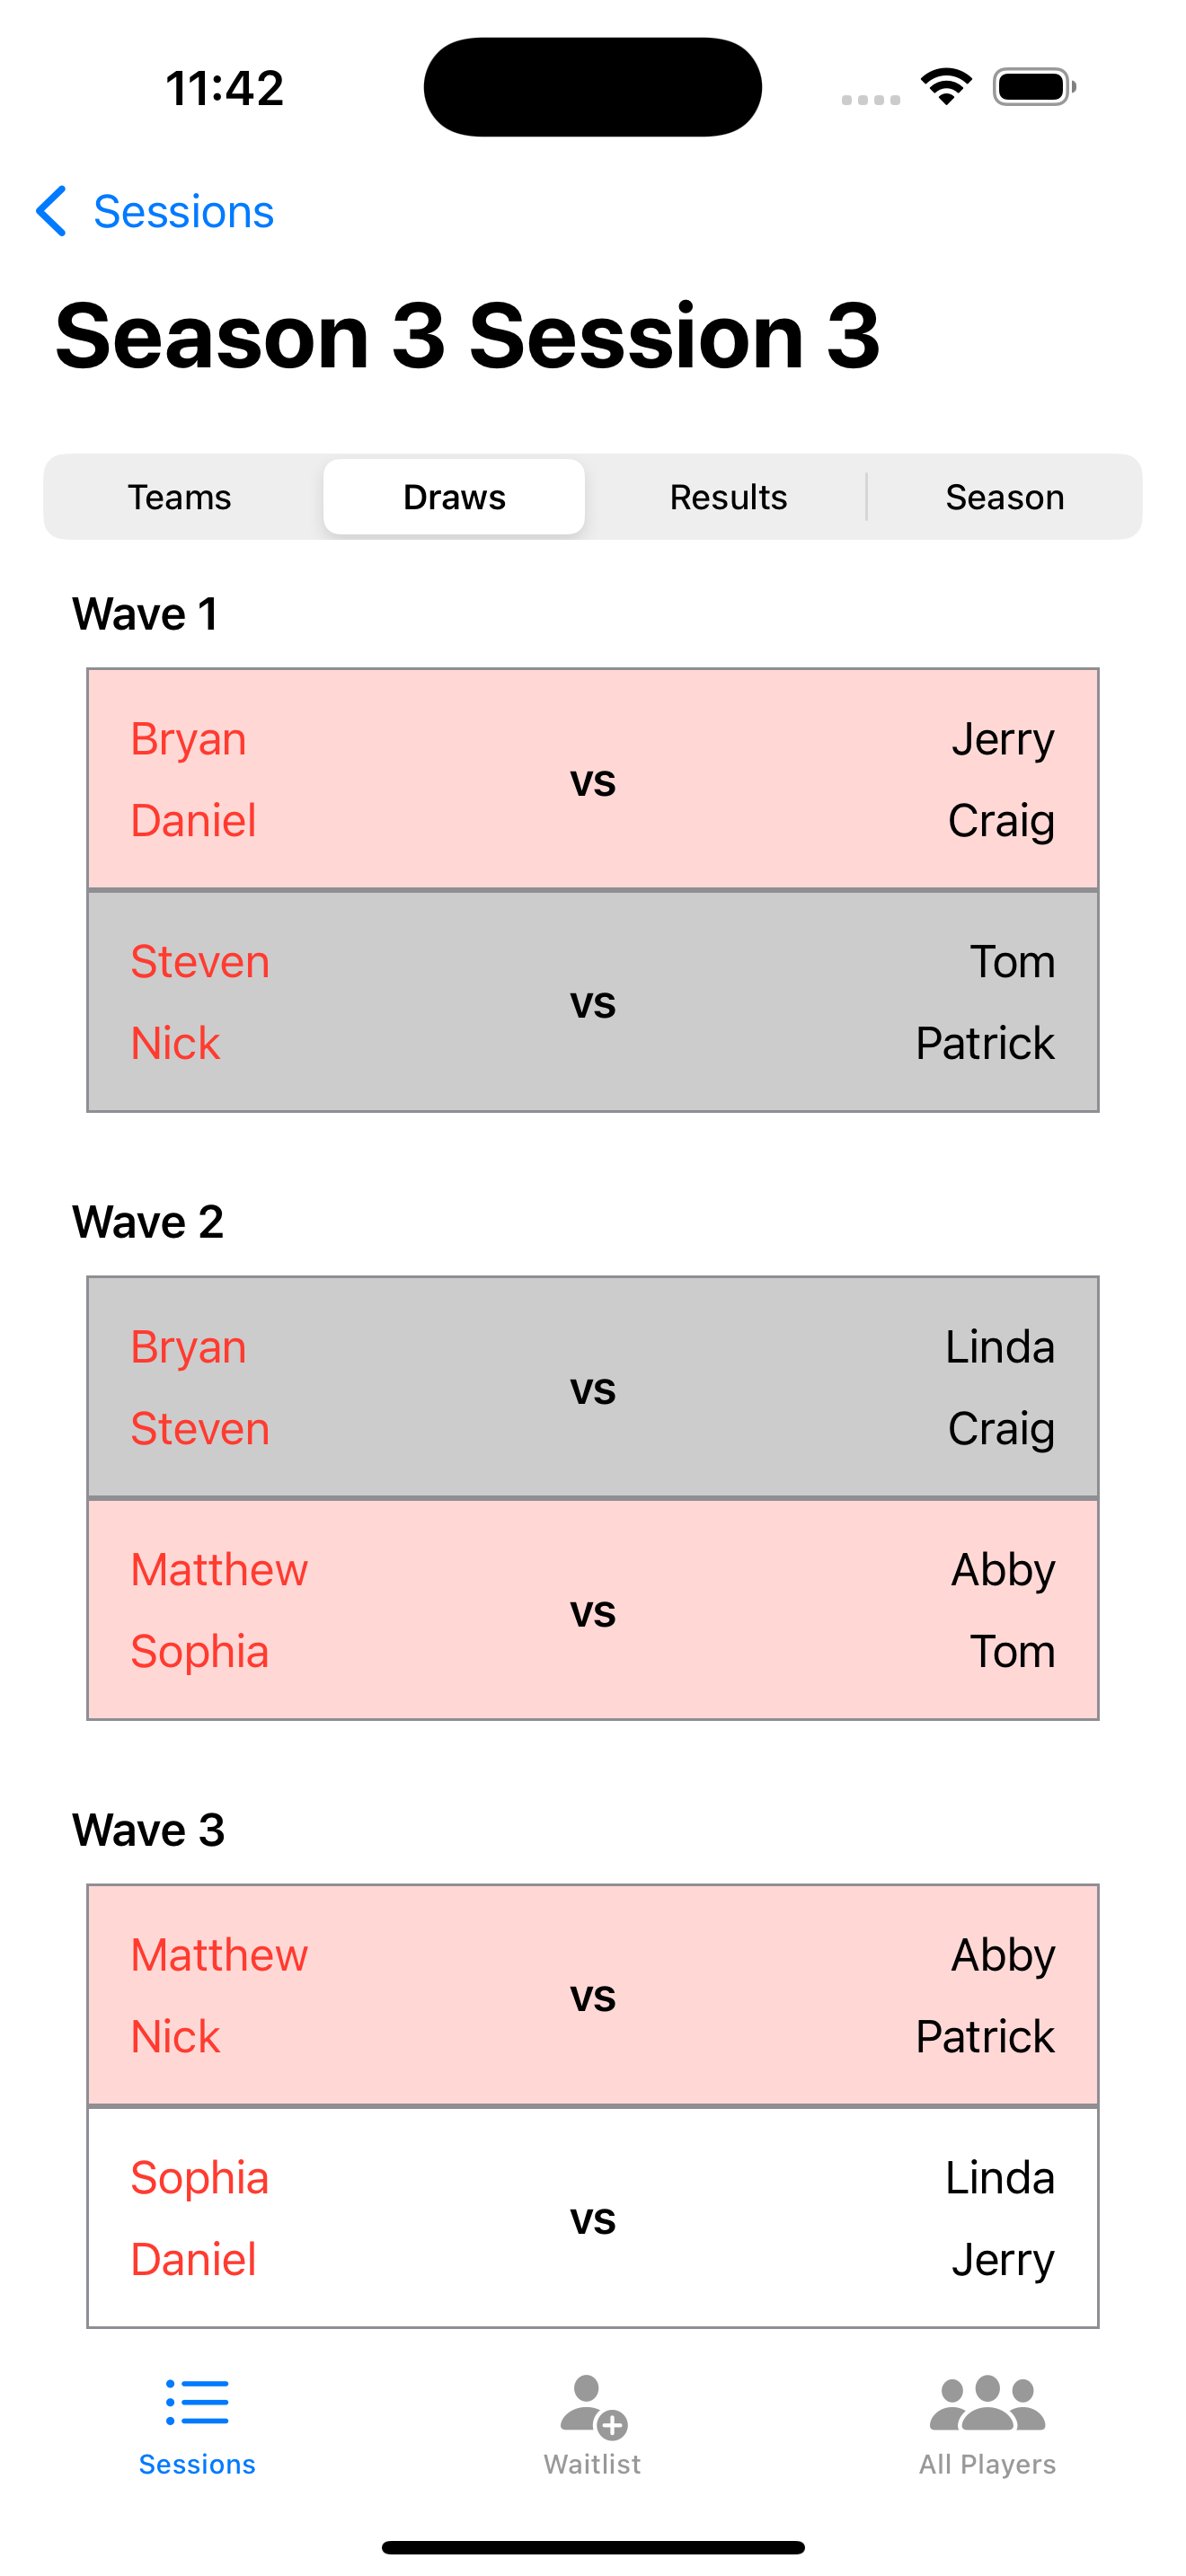 11:42
Sessions
Season 3 Session 3
Teams Draws Results Season
Wave 1
Bryan Jerry
vs
Daniel Craig
Steven Tom
vs
Nick Patrick
Wave 2
Bryan Linda
vs
Steven Craig
Matthew Abby
vs
Sophia Tom
Wave 3
Matthew Abby
vs
Nick Patrick
Sophia Linda
vs
Daniel Jerry
Sessions Waitlist All Players